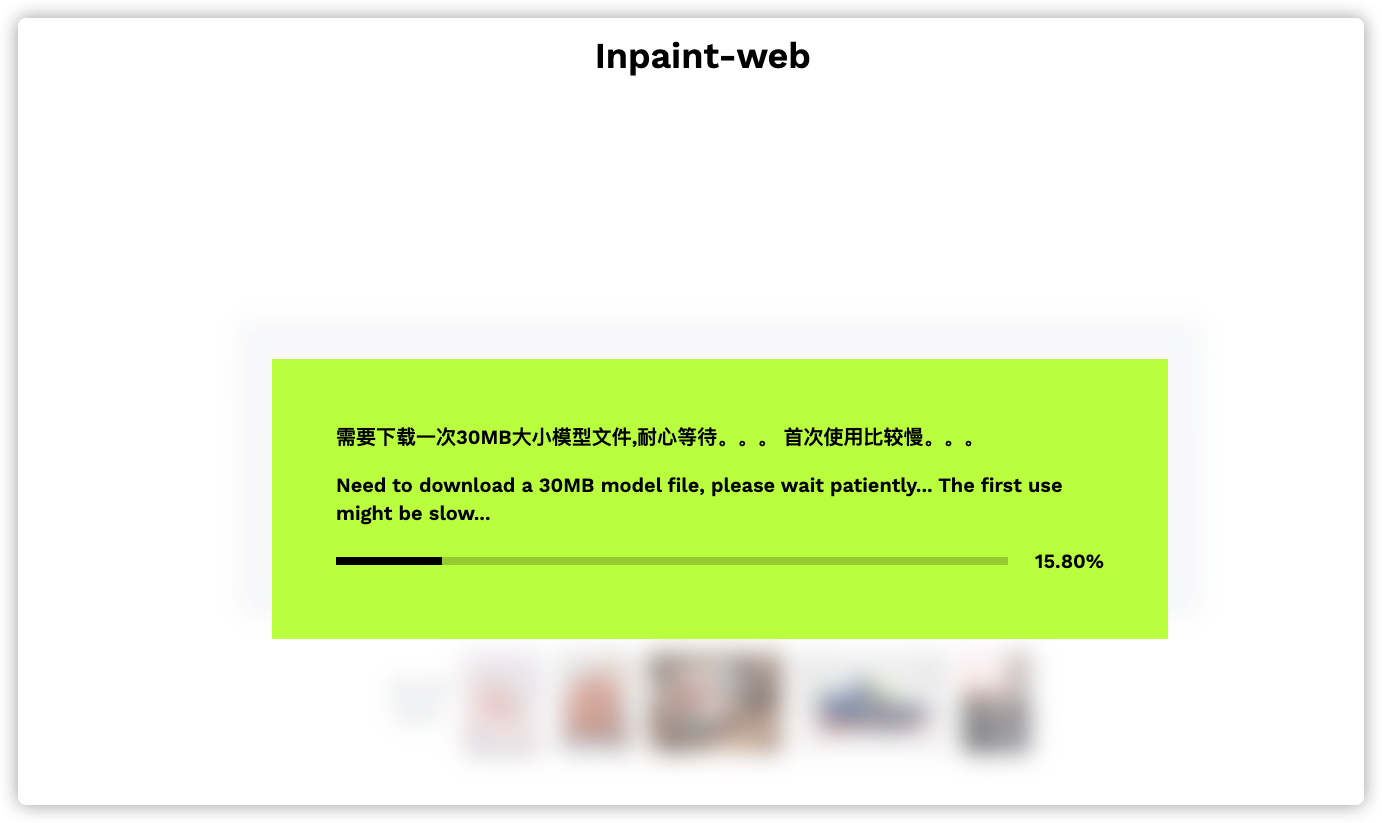 Inpaint-web
需要下载一次30MB大小模型文件,耐心等待。。。 首次使用比较慢。。。
Need to download a 30MB model file, please wait patiently... The first use
might be slow...
15.80%